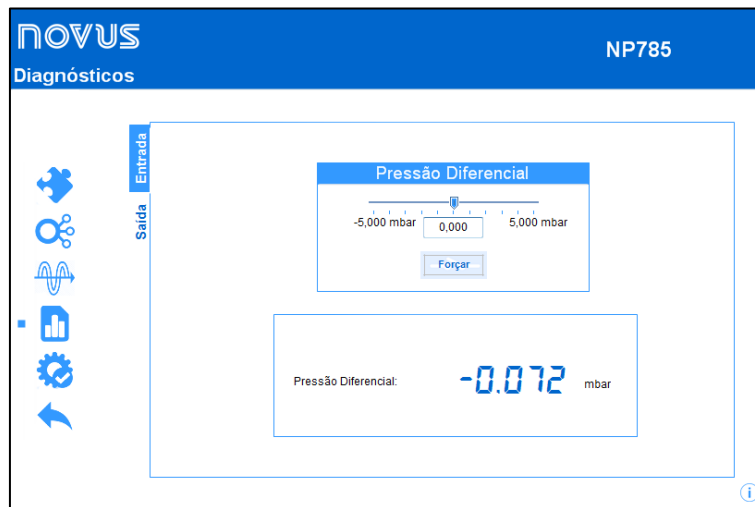 novus
NP785
Diagnósticos
Entrada
Saída
Pressão Diferencial
-5,000 mbar
0,000
5,000 mbar
Forçar
Pressão Diferencial:
-0.072
mbar
i